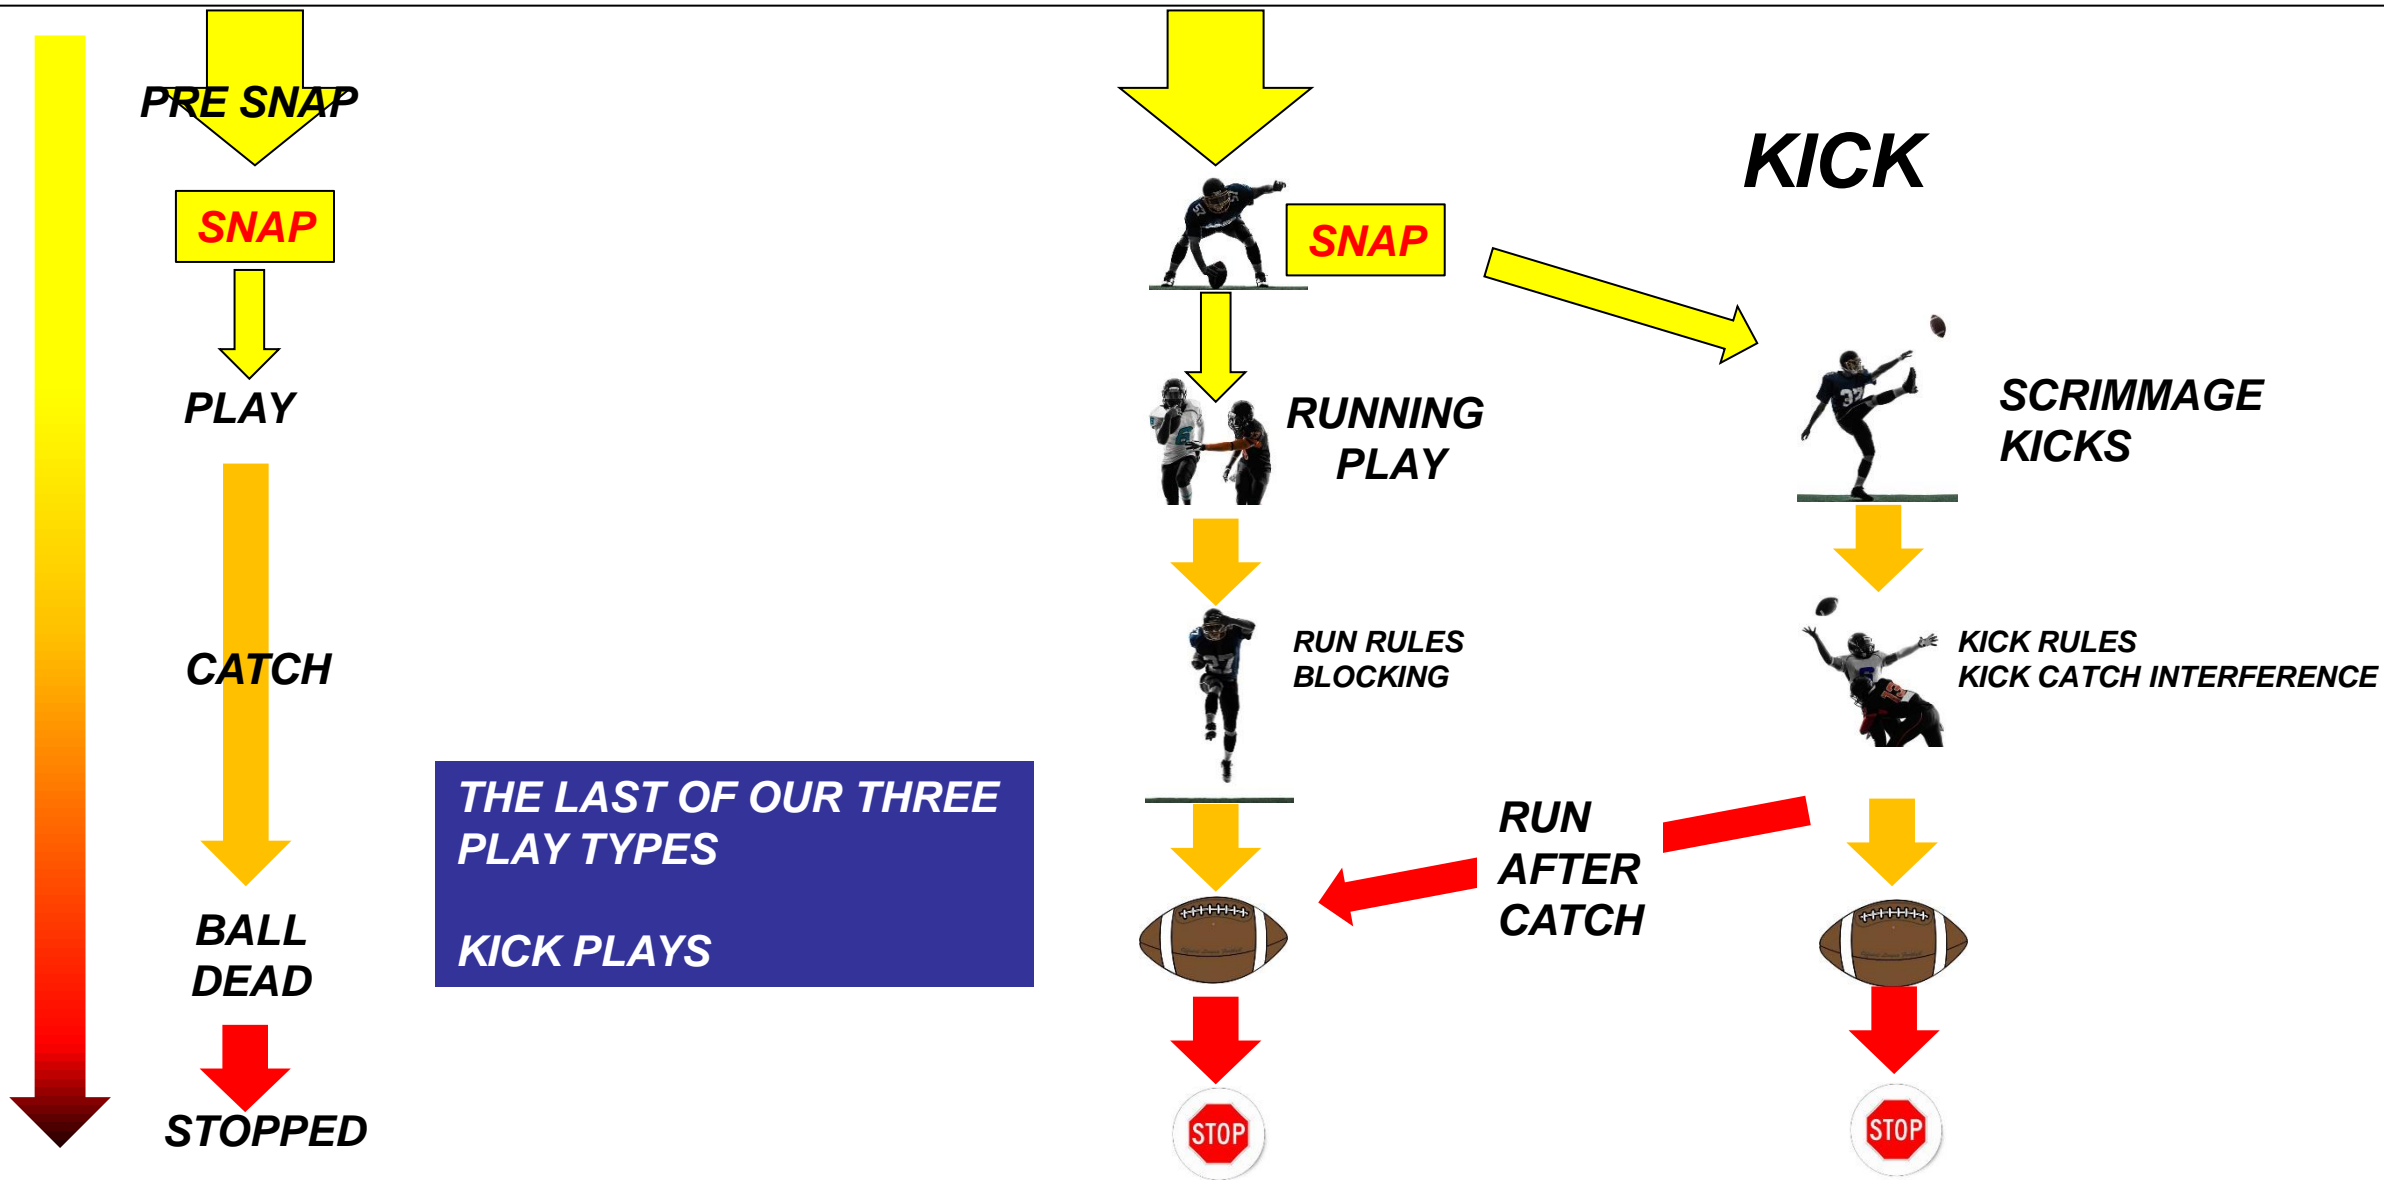 PRE SNAP
SNAP
PLAY
CATCH
BALL
DEAD
STOPPED
THE LAST OF OUR THREE
PLAY TYPES
KICK PLAYS
SNAP
RUNNING
PLAY
RUN RULES
BLOCKING
RUN
AFTER
CATCH
STOP
KICK
SCRIMMAGE
KICKS
KICK RULES
KICK CATCH INTERFERENCE
STOP